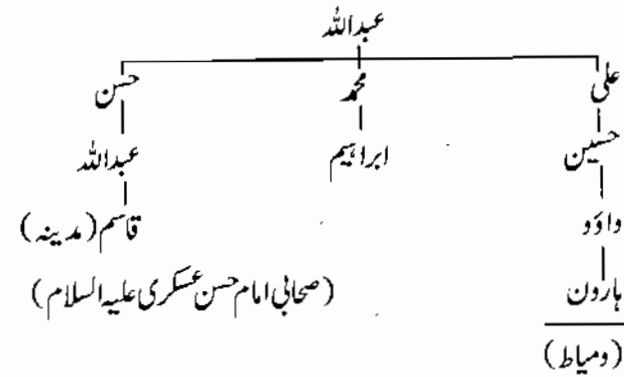 عبداللہ
علی محمد حسن
حسین ابراہیم عبداللہ
داؤد قاسم (مدینہ)
ہارون (صحابی امام حسن عسکری علیہ السلام)
(دمیاط)